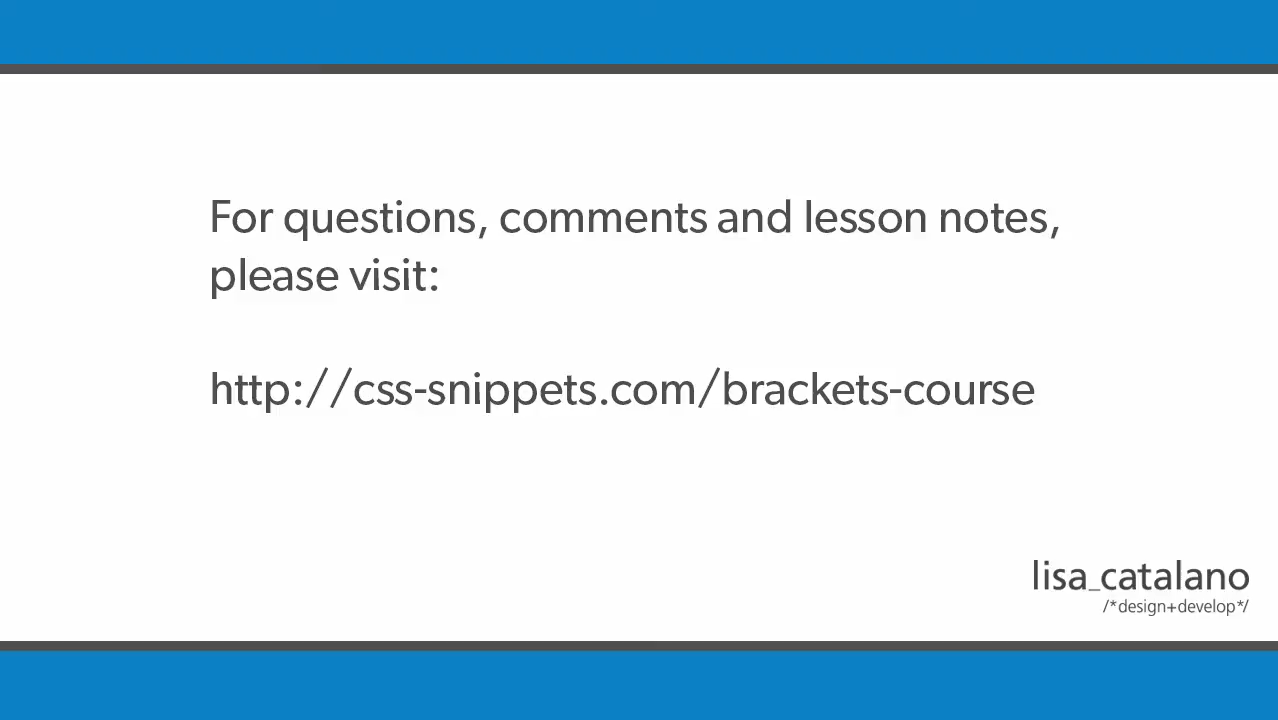 For questions, comments and lesson notes,
please visit:
http://css-snippets.com/brackets-course
lisa_catalano
/*design+develop*/